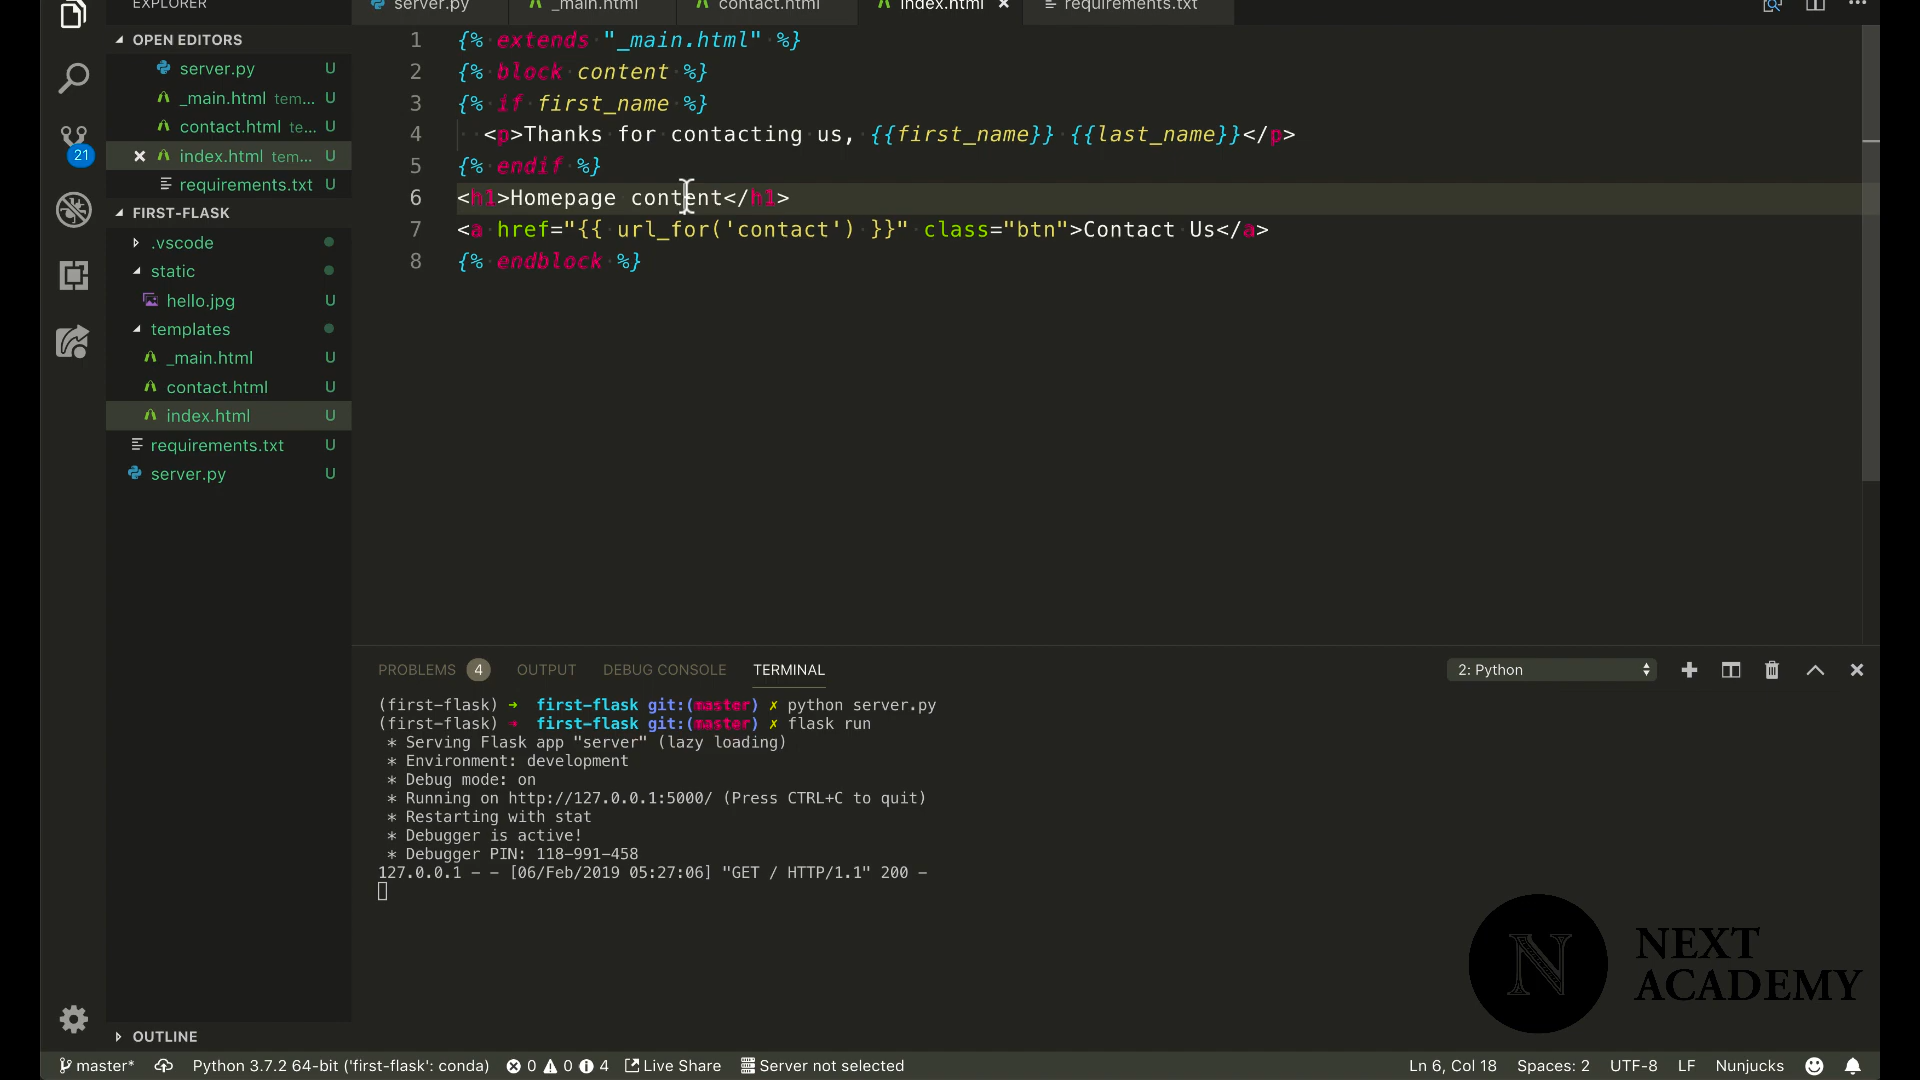 EXPLORER
server.py
_main.html
contact.html
index.html
requirements.txt
OPEN EDITORS
server.py U
_main.html tem... U
contact.html te... U
index.html tem... U
requirements.txt U
21
FIRST-FLASK
.vscode
static
hello.jpg U
templates
_main.html U
contact.html U
index.html U
requirements.txt U
server.py U
OUTLINE
1 {% extends "_main.html" %}
2 {% block content %}
3 {% if first_name %}
4 <p>Thanks for contacting us, {{first_name}} {{last_name}}</p>
5 {% endif %}
6 <h1>Homepage content</h1>
7 <a href="{{ url_for('contact') }}" class="btn">Contact Us</a>
8 {% endblock %}
PROBLEMS 4 OUTPUT DEBUG CONSOLE TERMINAL 2: Python
(first-flask) ➜ first-flask git:(master) ✗ python server.py
(first-flask) ➜ first-flask git:(master) ✗ flask run
* Serving Flask app "server" (lazy loading)
* Environment: development
* Debug mode: on
* Running on http://127.0.0.1:5000/ (Press CTRL+C to quit)
* Restarting with stat
* Debugger is active!
* Debugger PIN: 118-991-458
127.0.0.1 - - [06/Feb/2019 05:27:06] "GET / HTTP/1.1" 200 -
N
NEXT
ACADEMY
master* Python 3.7.2 64-bit ('first-flask': conda) 0 0 4 Live Share Server not selected Ln 6, Col 18 Spaces: 2 UTF-8 LF Nunjucks